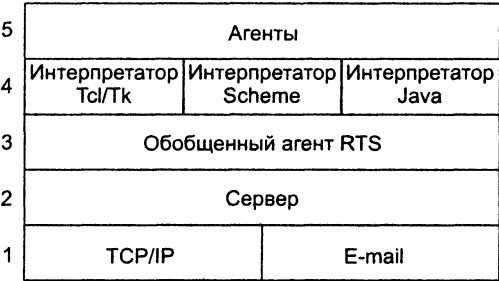 5 Агенты
4 Интерпретатор Tcl/Tk Интерпретатор Scheme Интерпретатор Java
3 Обобщенный агент RTS
2 Сервер
1 TCP/IP E-mail